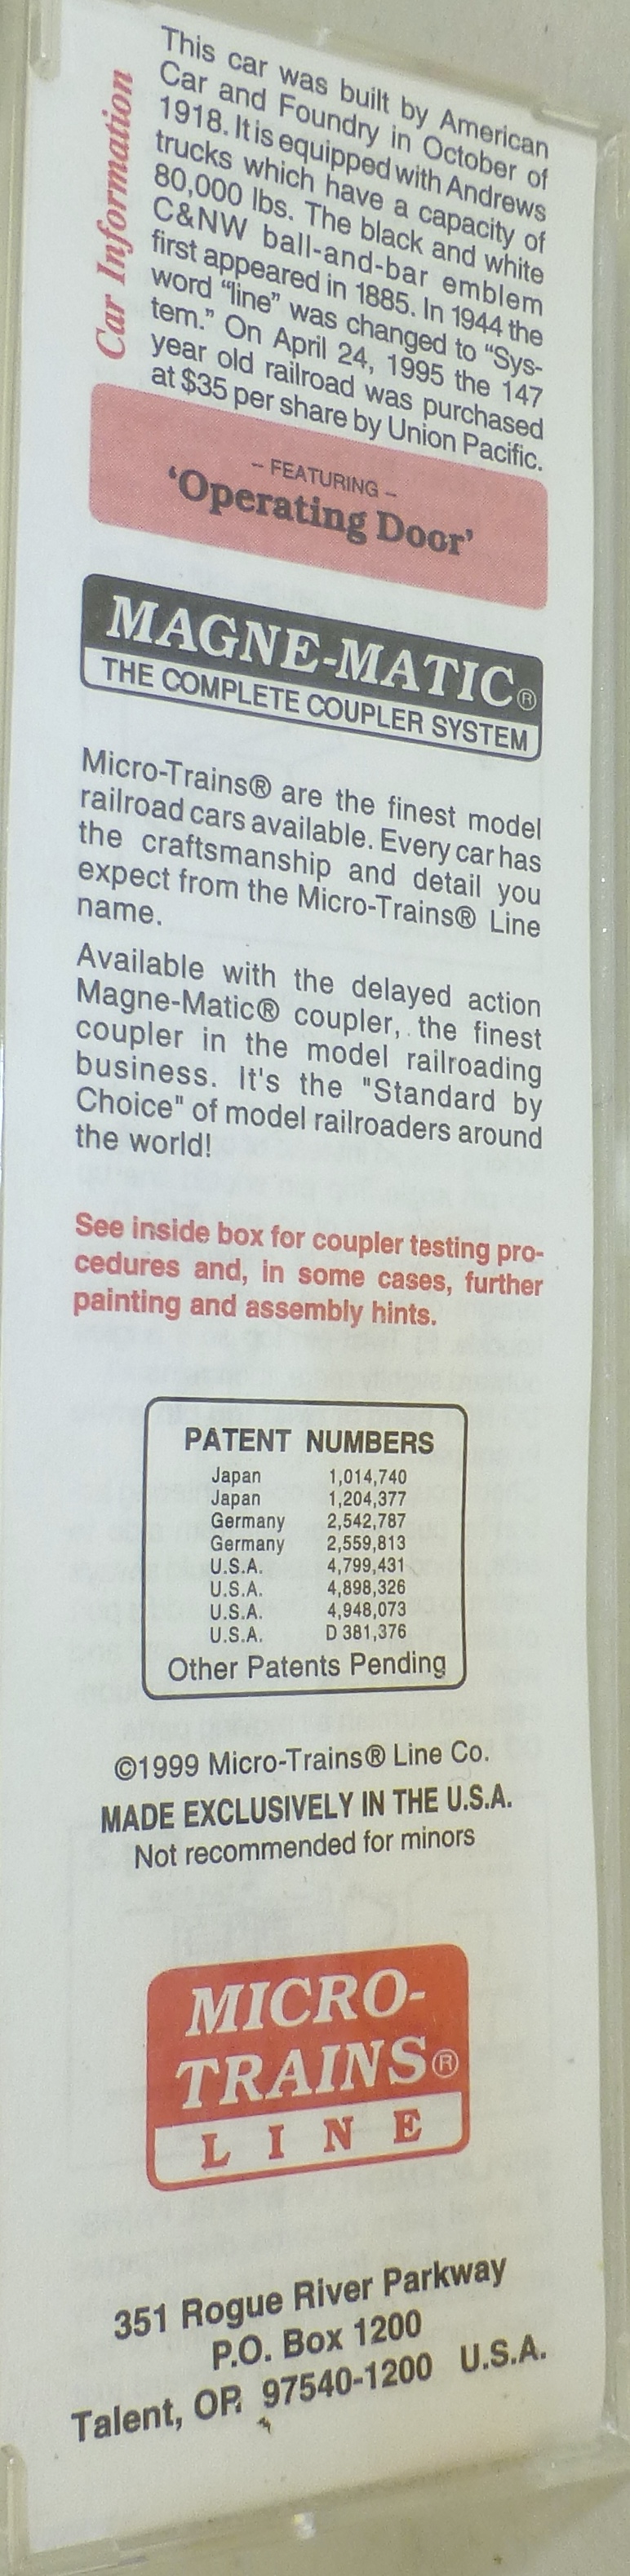 Car Information
This car was built by American
Car and Foundry in October of
1918. It is equipped with Andrews
trucks which have a capacity of
80,000 lbs. The black and white
C&NW ball-and-bar emblem
first appeared in 1885. In 1944 the
word "line" was changed to "Sys-
tem." On April 24, 1995 the 147
year old railroad was purchased
at $35 per share by Union Pacific.
– FEATURING –
'Operating Door'
MAGNE-MATIC®
THE COMPLETE COUPLER SYSTEM
Micro-Trains® are the finest model
railroad cars available. Every car has
the craftsmanship and detail you
expect from the Micro-Trains® Line
name.
Available with the delayed action
Magne-Matic® coupler, the finest
coupler in the model railroading
business. It's the "Standard by
Choice" of model railroaders around
the world!
See inside box for coupler testing pro-
cedures and, in some cases, further
painting and assembly hints.
PATENT NUMBERS
Japan 1,014,740
Japan 1,204,377
Germany 2,542,787
Germany 2,559,813
U.S.A. 4,799,431
U.S.A. 4,898,326
U.S.A. 4,948,073
U.S.A. D 381,376
Other Patents Pending
©1999 Micro-Trains® Line Co.
MADE EXCLUSIVELY IN THE U.S.A.
Not recommended for minors
MICRO-
TRAINS®
LINE
351 Rogue River Parkway
P.O. Box 1200
Talent, OR. 97540-1200 U.S.A.